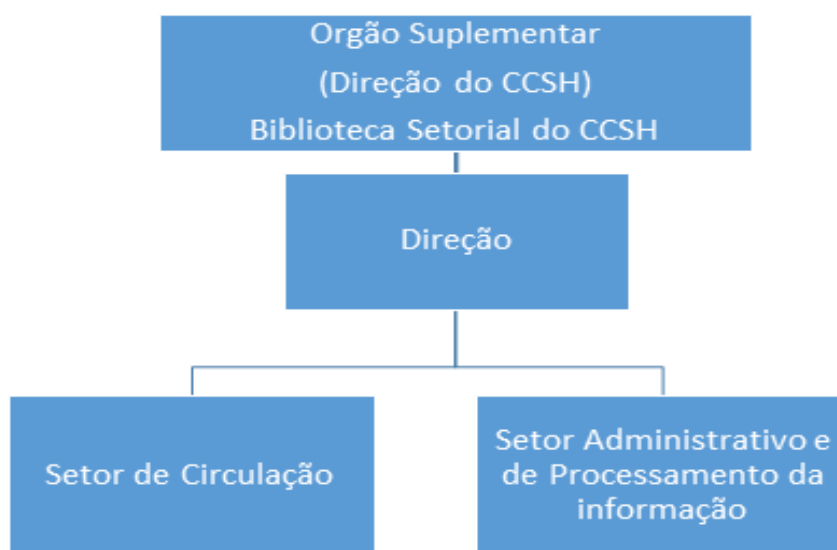 Orgão Suplementar
(Direção do CCSH)
Biblioteca Setorial do CCSH
Direção
Setor de Circulação
Setor Administrativo e
de Processamento da
informação